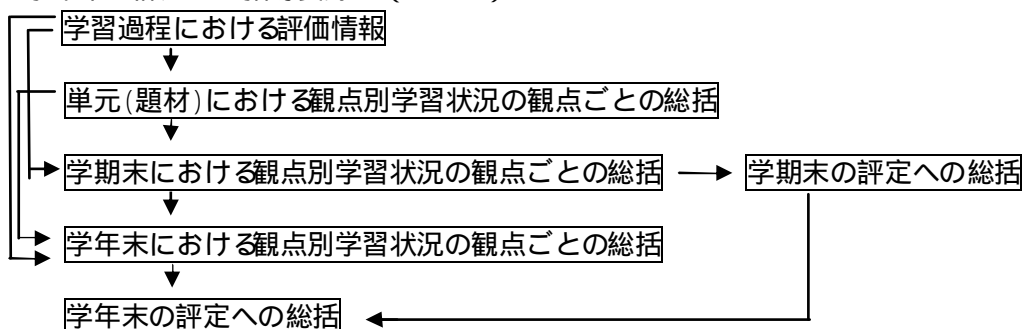 学習過程における評価情報
単元(題材)における観点別学習状況の観点ごとの総括
学期末における観点別学習状況の観点ごとの総括
学期末の評定への総括
学年末における観点別学習状況の観点ごとの総括
学年末の評定への総括